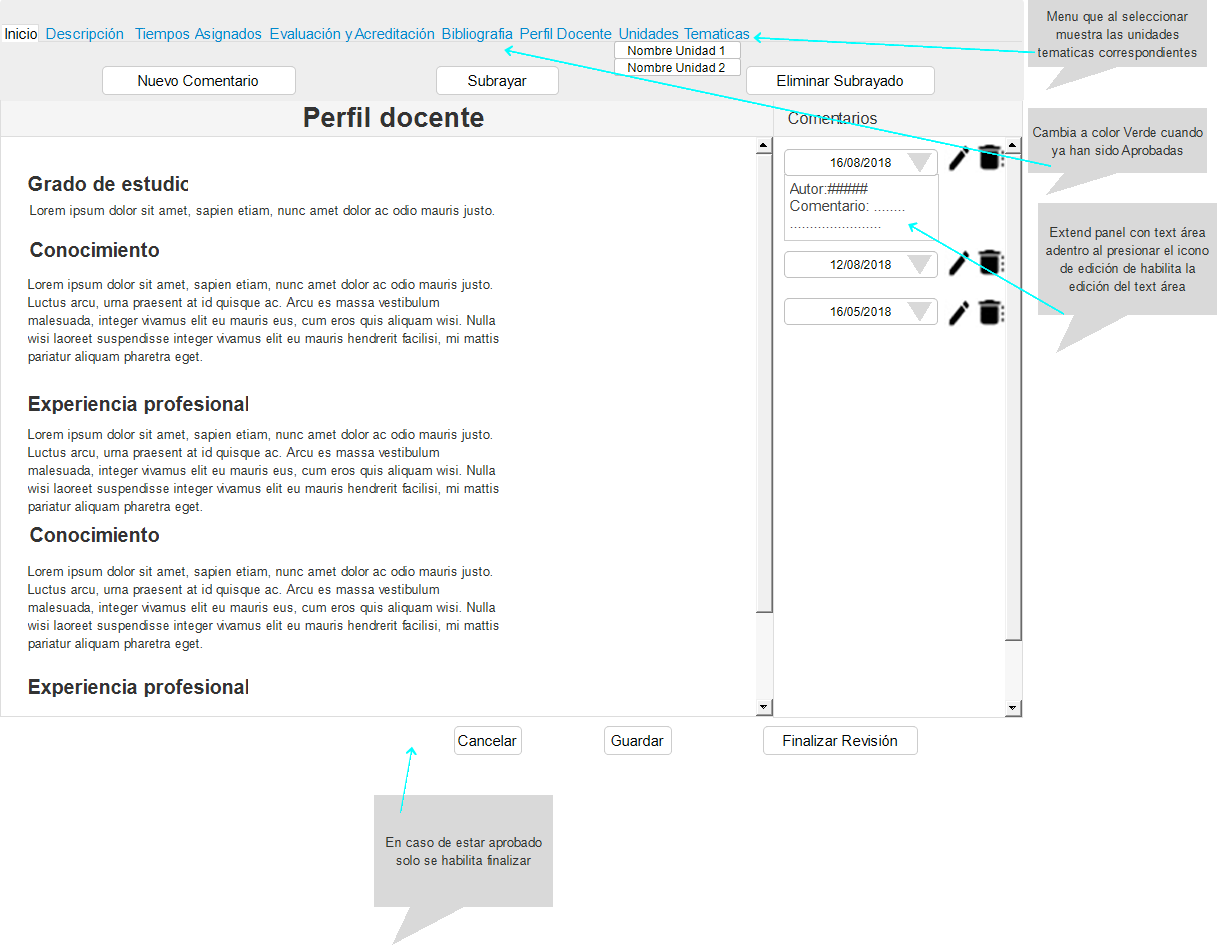 Inicio Descripción Tiempos Asignados Evaluación y Acreditación Bibliografia Perfil Docente Unidades Tematicas
Nombre Unidad 1
Nombre Unidad 2
Nuevo Comentario Subrayar Eliminar Subrayado
Perfil docente
Comentarios
Grado de estudio
Lorem ipsum dolor sit amet, sapien etiam, nunc amet dolor ac odio mauris justo.
Conocimiento
Lorem ipsum dolor sit amet, sapien etiam, nunc amet dolor ac odio mauris justo.
Luctus arcu, urna praesent at id quisque ac. Arcu es massa vestibulum
malesuada, integer vivamus elit eu mauris eus, cum eros quis aliquam wisi. Nulla
wisi laoreet suspendisse integer vivamus elit eu mauris hendrerit facilisi, mi mattis
pariatur aliquam pharetra eget.
Experiencia profesional
Lorem ipsum dolor sit amet, sapien etiam, nunc amet dolor ac odio mauris justo.
Luctus arcu, urna praesent at id quisque ac. Arcu es massa vestibulum
malesuada, integer vivamus elit eu mauris eus, cum eros quis aliquam wisi. Nulla
wisi laoreet suspendisse integer vivamus elit eu mauris hendrerit facilisi, mi mattis
pariatur aliquam pharetra eget.
Conocimiento
Lorem ipsum dolor sit amet, sapien etiam, nunc amet dolor ac odio mauris justo.
Luctus arcu, urna praesent at id quisque ac. Arcu es massa vestibulum
malesuada, integer vivamus elit eu mauris eus, cum eros quis aliquam wisi. Nulla
wisi laoreet suspendisse integer vivamus elit eu mauris hendrerit facilisi, mi mattis
pariatur aliquam pharetra eget.
Experiencia profesional
16/08/2018
Autor:#####
Comentario: ........
.......................
12/08/2018
16/05/2018
Cancelar Guardar Finalizar Revisión
Menu que al seleccionar
muestra las unidades
tematicas correspondientes
Cambia a color Verde cuando
ya han sido Aprobadas
Extend panel con text área
adentro al presionar el icono
de edición de habilita la
edición del text área
En caso de estar aprobado
solo se habilita finalizar